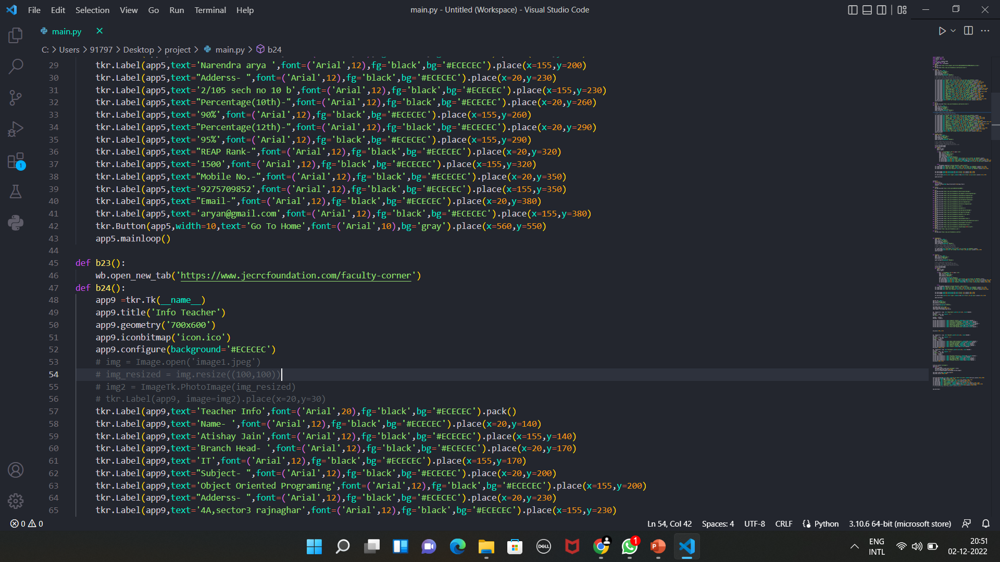 File Edit Selection View Go Run Terminal Help
main.py - Untitled (Workspace) - Visual Studio Code
main.py
C: > Users > 91797 > Desktop > project > main.py > b24
29 tkr.Label(app5,text='Narendra arya ',font=('Arial',12),fg='black',bg='#ECECEC').place(x=155,y=200)
30 tkr.Label(app5,text="Adderss- ",font=('Arial',12),fg='black',bg='#ECECEC').place(x=20,y=230)
31 tkr.Label(app5,text='2/105 sech no 10 b',font=('Arial',12),fg='black',bg='#ECECEC').place(x=155,y=230)
32 tkr.Label(app5,text="Percentage(10th)-",font=('Arial',12),fg='black',bg='#ECECEC').place(x=20,y=260)
33 tkr.Label(app5,text='90%',font=('Arial',12),fg='black',bg='#ECECEC').place(x=155,y=260)
34 tkr.Label(app5,text="Percentage(12th)-",font=('Arial',12),fg='black',bg='#ECECEC').place(x=20,y=290)
35 tkr.Label(app5,text='95%',font=('Arial',12),fg='black',bg='#ECECEC').place(x=155,y=290)
36 tkr.Label(app5,text="REAP Rank-",font=('Arial',12),fg='black',bg='#ECECEC').place(x=20,y=320)
37 tkr.Label(app5,text='1500',font=('Arial',12),fg='black',bg='#ECECEC').place(x=155,y=320)
38 tkr.Label(app5,text="Mobile No.-",font=('Arial',12),fg='black',bg='#ECECEC').place(x=20,y=350)
39 tkr.Label(app5,text='9275709852',font=('Arial',12),fg='black',bg='#ECECEC').place(x=155,y=350)
40 tkr.Label(app5,text="Email-",font=('Arial',12),fg='black',bg='#ECECEC').place(x=20,y=380)
41 tkr.Label(app5,text='aryan@gmail.com',font=('Arial',12),fg='black',bg='#ECECEC').place(x=155,y=380)
42 tkr.Button(app5,width=10,text='Go To Home',font=('Arial',10),bg='gray').place(x=560,y=550)
43 app5.mainloop()
44
45 def b23():
46 wb.open_new_tab('https://www.jecrcfoundation.com/faculty-corner')
47 def b24():
48 app9 =tkr.Tk(__name__)
49 app9.title('Info Teacher')
50 app9.geometry('700x600')
51 app9.iconbitmap('icon.ico')
52 app9.configure(background='#ECECEC')
53 # img = Image.open('image1.jpeg')
54 # img_resized = img.resize((100,100))
55 # img2 = ImageTk.PhotoImage(img_resized)
56 # tkr.Label(app9, image=img2).place(x=20,y=30)
57 tkr.Label(app9,text='Teacher Info',font=('Arial',20),fg='black',bg='#ECECEC').pack()
58 tkr.Label(app9,text='Name- ',font=('Arial',12),fg='black',bg='#ECECEC').place(x=20,y=140)
59 tkr.Label(app9,text='Atishay Jain',font=('Arial',12),fg='black',bg='#ECECEC').place(x=155,y=140)
60 tkr.Label(app9,text='Branch Head- ',font=('Arial',12),fg='black',bg='#ECECEC').place(x=20,y=170)
61 tkr.Label(app9,text='IT',font=('Arial',12),fg='black',bg='#ECECEC').place(x=155,y=170)
62 tkr.Label(app9,text="Subject- ",font=('Arial',12),fg='black',bg='#ECECEC').place(x=20,y=200)
63 tkr.Label(app9,text='Object Oriented Programing',font=('Arial',12),fg='black',bg='#ECECEC').place(x=155,y=200)
64 tkr.Label(app9,text="Adderss- ",font=('Arial',12),fg='black',bg='#ECECEC').place(x=20,y=230)
65 tkr.Label(app9,text='4A,sector3 rajnaghar',font=('Arial',12),fg='black',bg='#ECECEC').place(x=155,y=230)
1
0 0
Ln 54, Col 42 Spaces: 4 UTF-8 CRLF Python 3.10.6 64-bit (microsoft store)
DELL
1
ENG
INTL
20:51
02-12-2022